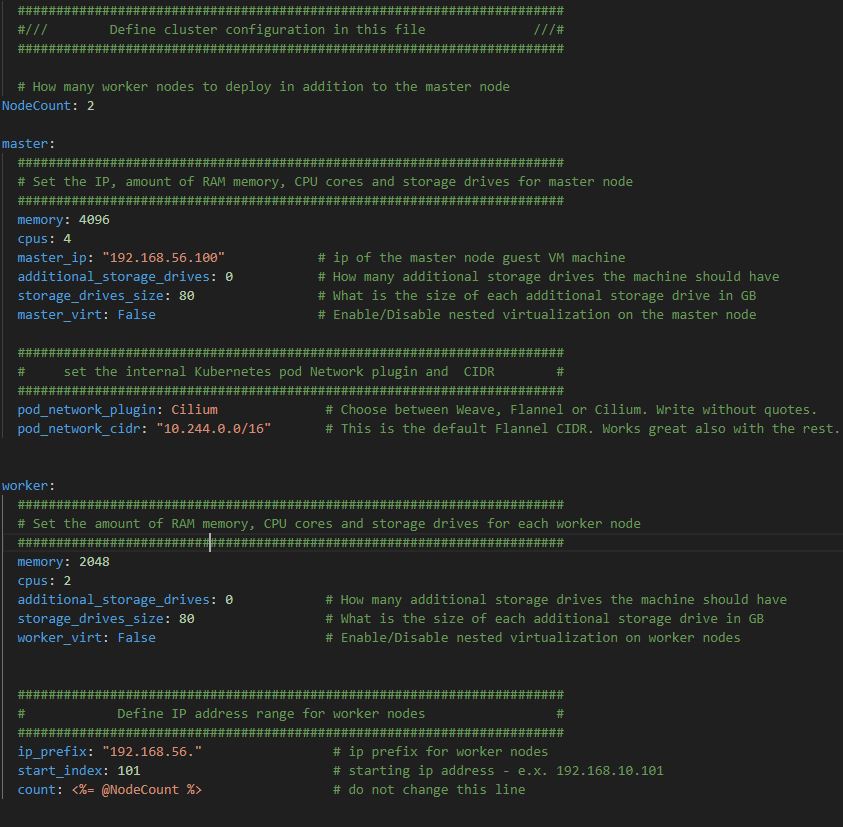 #######################################################################
#///        Define cluster configuration in this file              ///#
#######################################################################
# How many worker nodes to deploy in addition to the master node
NodeCount: 2
master:
#######################################################################
# Set the IP, amount of RAM memory, CPU cores and storage drives for master node
#######################################################################
memory: 4096
cpus: 4
master_ip: "192.168.56.100"            # ip of the master node guest VM machine
additional_storage_drives: 0           # How many additional storage drives the machine should have
storage_drives_size: 80                # What is the size of each additional storage drive in GB
master_virt: False                     # Enable/Disable nested virtualization on the master node
#######################################################################
#     set the internal Kubernetes pod Network plugin and  CIDR        #
#######################################################################
pod_network_plugin: Cilium              # Choose between Weave, Flannel or Cilium. Write without quotes.
pod_network_cidr: "10.244.0.0/16"       # This is the default Flannel CIDR. Works great also with the rest.
worker:
#######################################################################
# Set the amount of RAM memory, CPU cores and storage drives for each worker node
#######################################################################
memory: 2048
cpus: 2
additional_storage_drives: 0            # How many additional storage drives the machine should have
storage_drives_size: 80                 # What is the size of each additional storage drive in GB
worker_virt: False                      # Enable/Disable nested virtualization on worker nodes
#######################################################################
#            Define IP address range for worker nodes                 #
#######################################################################
ip_prefix: "192.168.56."                 # ip prefix for worker nodes
start_index: 101                         # starting ip address - e.x. 192.168.10.101
count: <%= @NodeCount %>                 # do not change this line